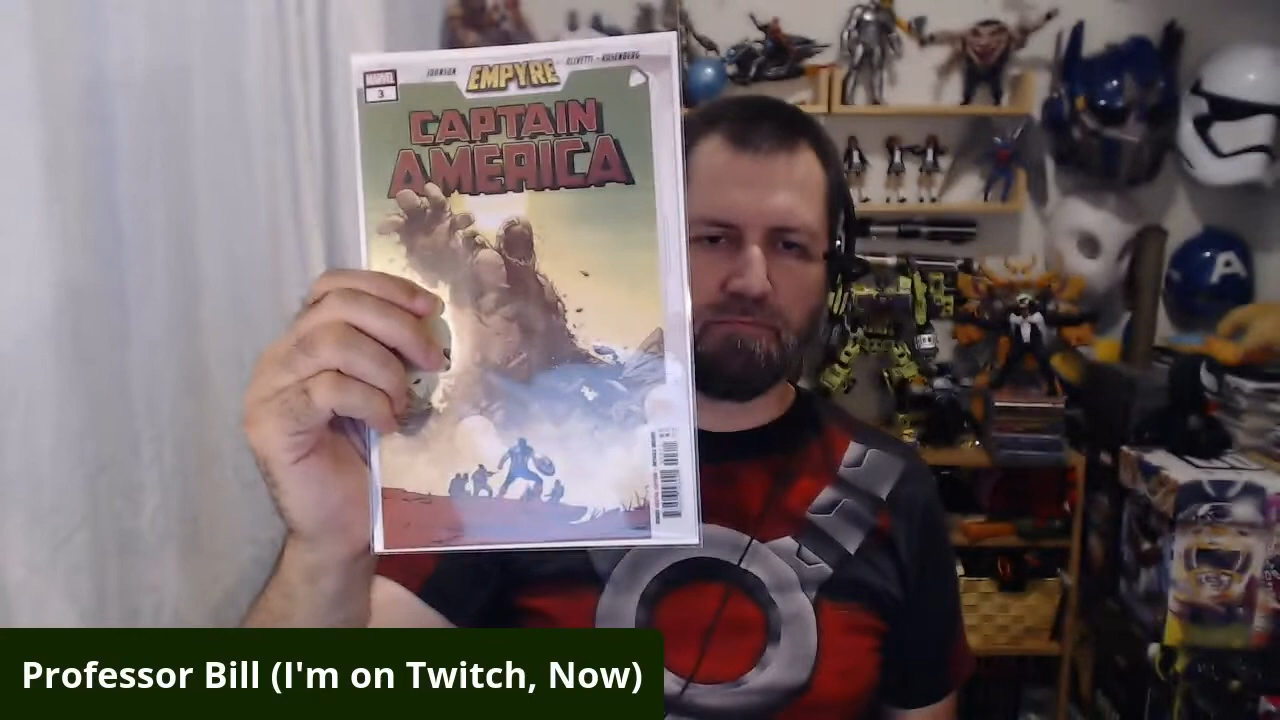 MARVEL
3
JOHNSON EMPYRE OLIVETTI ROSENBERG
CAPTAIN
AMERICA
A
Professor Bill (I'm on Twitch, Now)